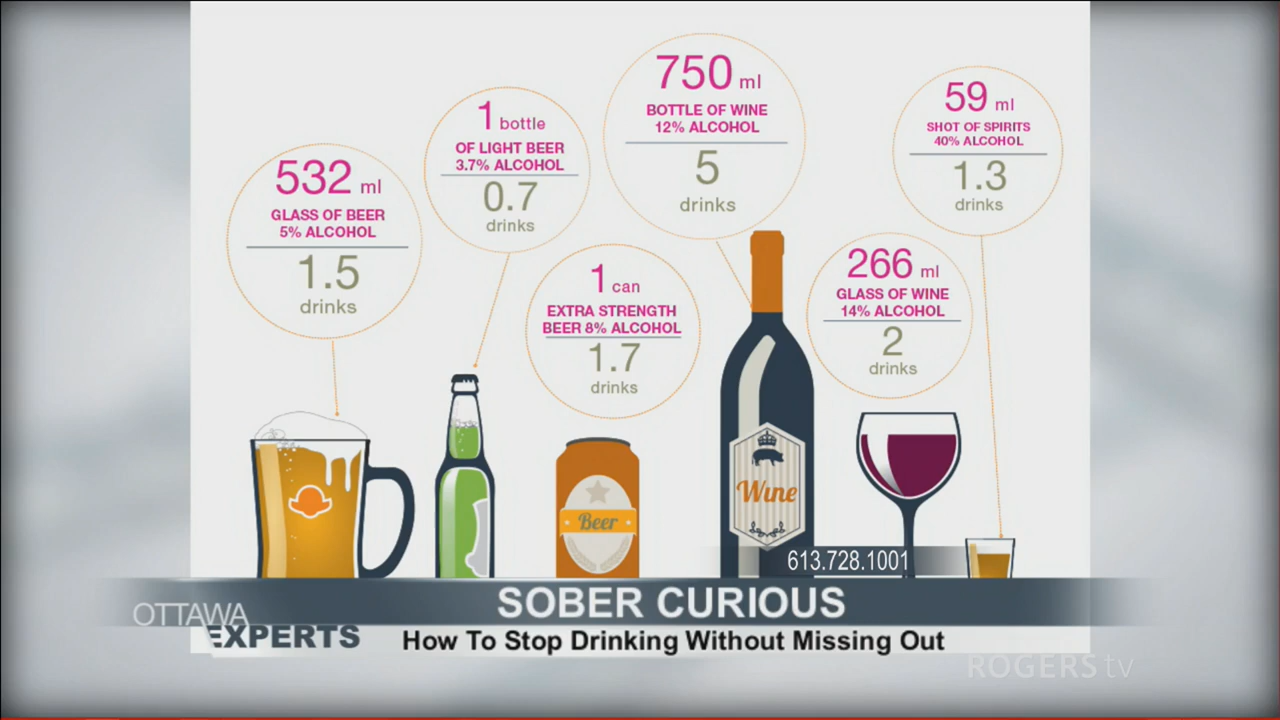 532 ml
GLASS OF BEER
5% ALCOHOL
1.5
drinks
1 bottle
OF LIGHT BEER
3.7% ALCOHOL
0.7
drinks
1 can
EXTRA STRENGTH
BEER 8% ALCOHOL
1.7
drinks
750 ml
BOTTLE OF WINE
12% ALCOHOL
5
drinks
266 ml
GLASS OF WINE
14% ALCOHOL
2
drinks
59 ml
SHOT OF SPIRITS
40% ALCOHOL
1.3
drinks
Beer
Wine
613.728.1001
OTTAWA
EXPERTS
SOBER CURIOUS
How To Stop Drinking Without Missing Out
ROGERS tv